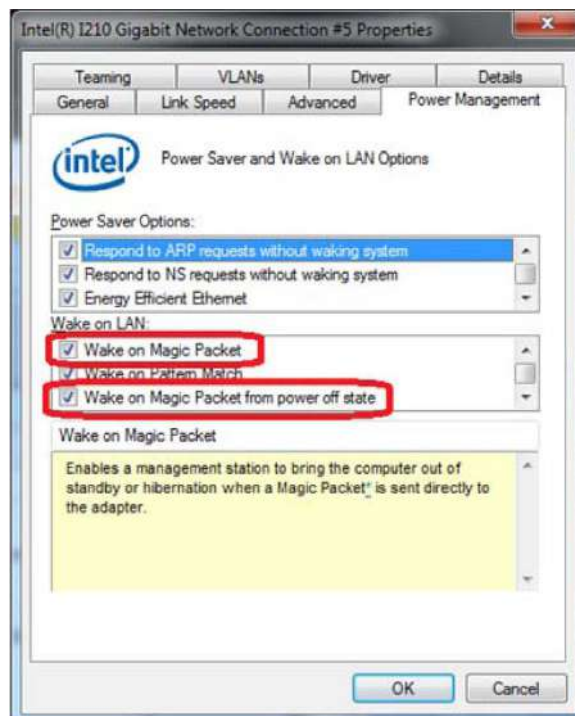 Intel(R) I210 Gigabit Network Connection #5 Properties
Teaming VLANs Driver Details
General Link Speed Advanced Power Management
intel Power Saver and Wake on LAN Options
Power Saver Options:
Respond to ARP requests without waking system
Respond to NS requests without waking system
Energy Efficient Ethernet
Wake on LAN:
Wake on Magic Packet
Wake on Pattern Match
Wake on Magic Packet from power off state
Wake on Magic Packet
Enables a management station to bring the computer out of
standby or hibernation when a Magic Packet* is sent directly to
the adapter.
OK Cancel